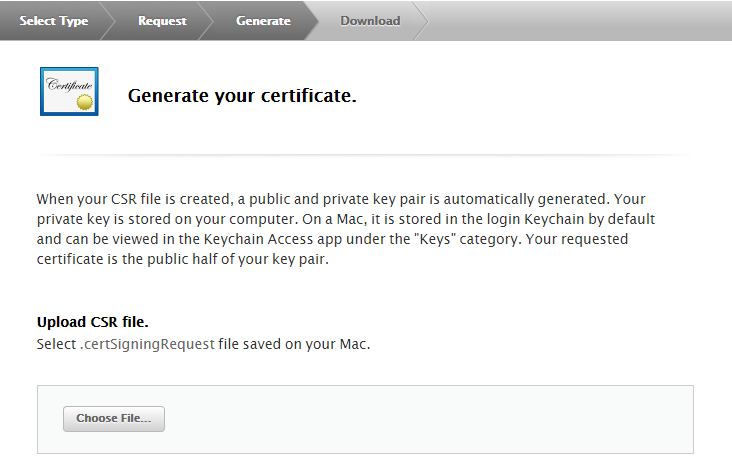 Select Type Request Generate Download
Certificate
Generate your certificate.
When your CSR file is created, a public and private key pair is automatically generated. Your
private key is stored on your computer. On a Mac, it is stored in the login Keychain by default
and can be viewed in the Keychain Access app under the "Keys" category. Your requested
certificate is the public half of your key pair.
Upload CSR file.
Select .certSigningRequest file saved on your Mac.
Choose File...